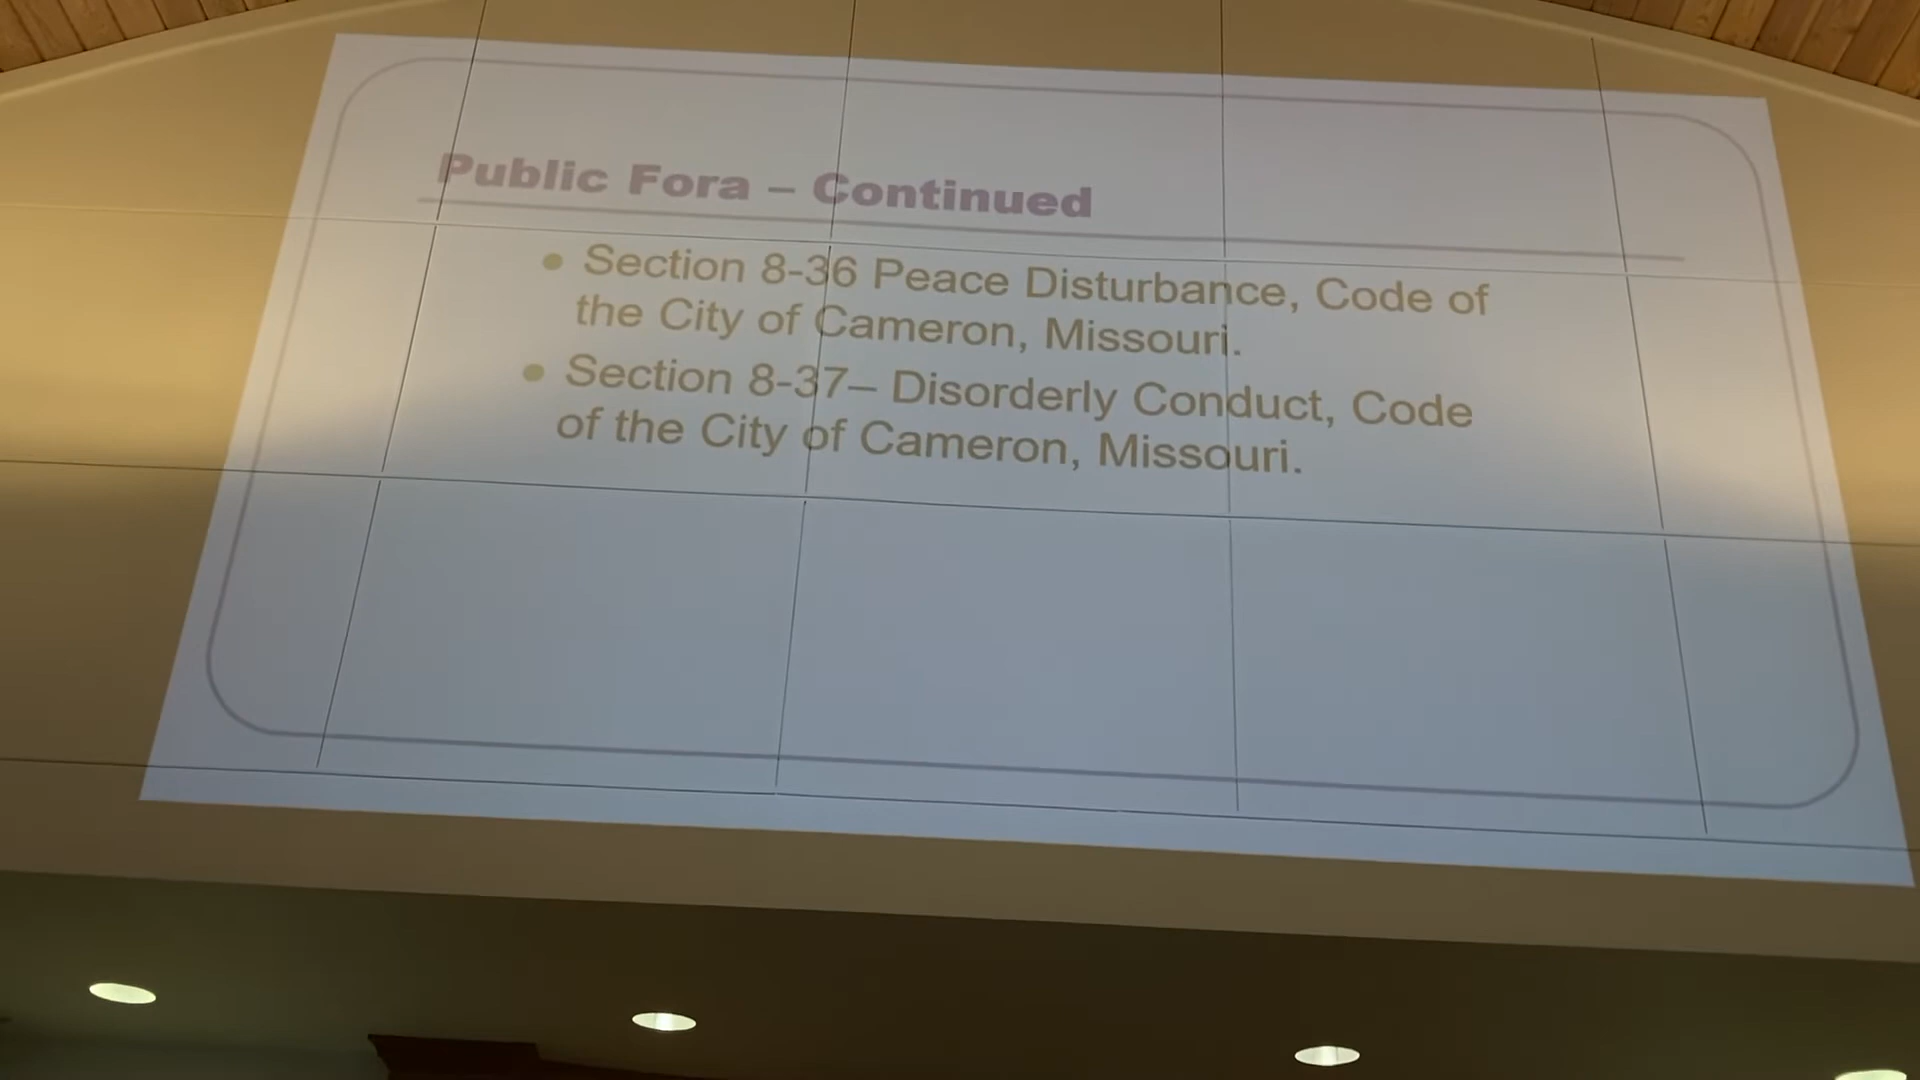 Public Fora – Continued
• Section 8-36 Peace Disturbance, Code of
the City of Cameron, Missouri.
• Section 8-37– Disorderly Conduct, Code
of the City of Cameron, Missouri.